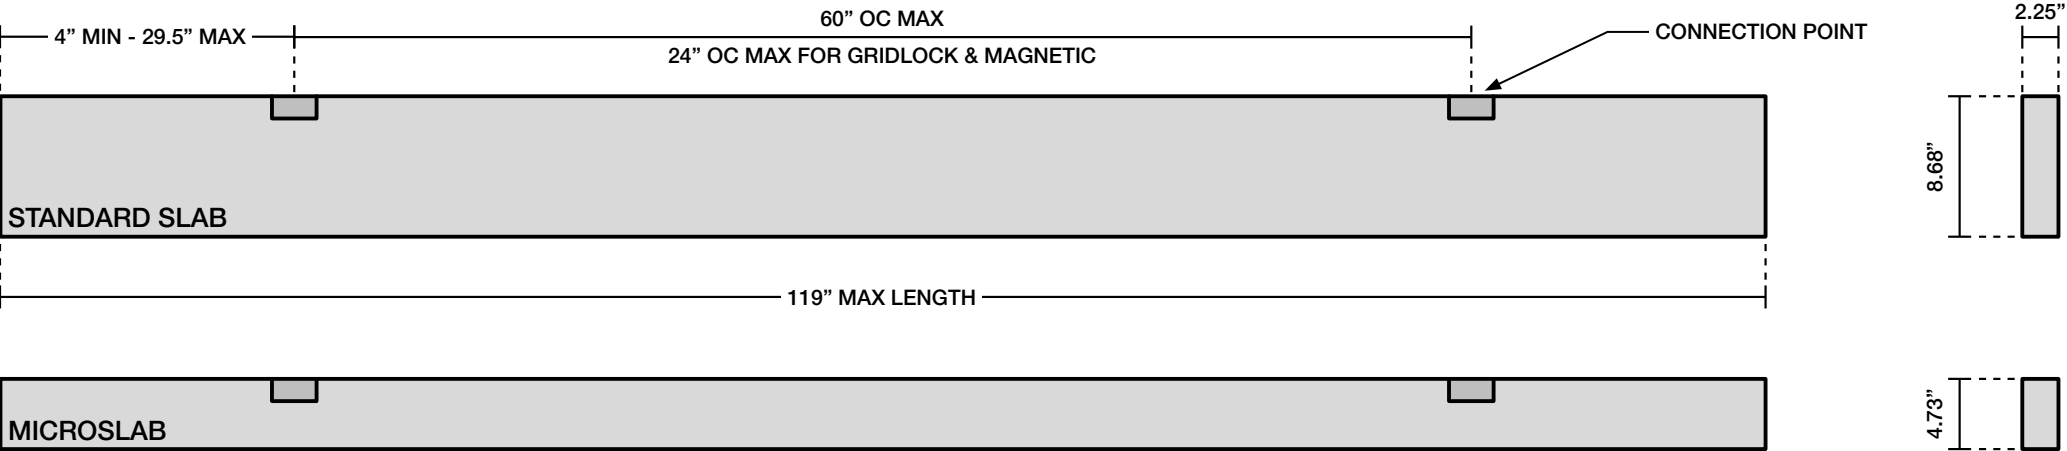 2.25”
60” OC MAX
4” MIN - 29.5” MAX
CONNECTION POINT
24” OC MAX FOR GRIDLOCK & MAGNETIC
8.68”
STANDARD SLAB
119” MAX LENGTH
4.73”
MICROSLAB